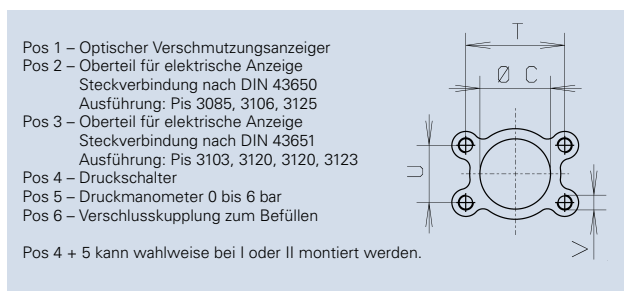 Pos 1 – Optischer Verschmutzungsanzeiger
Pos 2 – Oberteil für elektrische Anzeige
Steckverbindung nach DIN 43650
Ausführung: Pis 3085, 3106, 3125
Pos 3 – Oberteil für elektrische Anzeige
Steckverbindung nach DIN 43651
Ausführung: Pis 3103, 3120, 3120, 3123
Pos 4 – Druckschalter
Pos 5 – Druckmanometer 0 bis 6 bar
Pos 6 – Verschlusskupplung zum Befüllen
Pos 4 + 5 kann wahlweise bei I oder II montiert werden.
T
Ø C
U
V